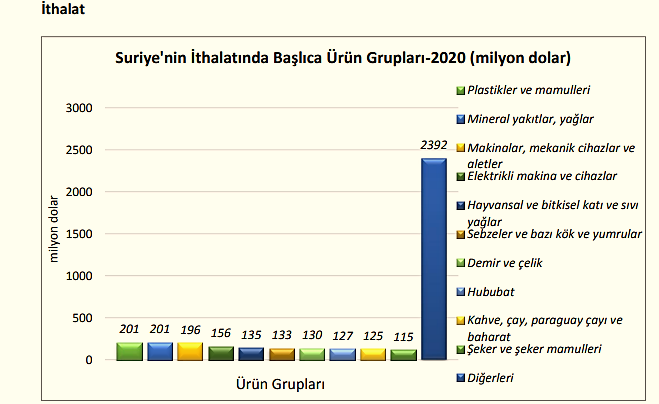 İthalat
Suriye'nin İthalatında Başlıca Ürün Grupları-2020 (milyon dolar)
3000
2500
2000
1500
1000
500
0
milyon dolar
201 201 196 156 135 133 130 127 125 115 2392
Ürün Grupları
Plastikler ve mamulleri
Mineral yakıtlar, yağlar
Makinalar, mekanik cihazlar ve
aletler
Elektrikli makina ve cihazlar
Hayvansal ve bitkisel katı ve sıvı
yağlar
Sebzeler ve bazı kök ve yumrular
Demir ve çelik
Hububat
Kahve, çay, paraguay çayı ve
baharat
Şeker ve şeker mamulleri
Diğerleri